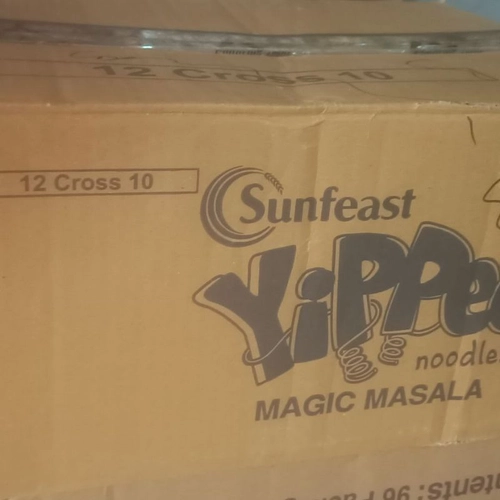 12 Cross 10
12 Cross 10
Sunfeast
YiPPee
noodle
MAGIC MASALA